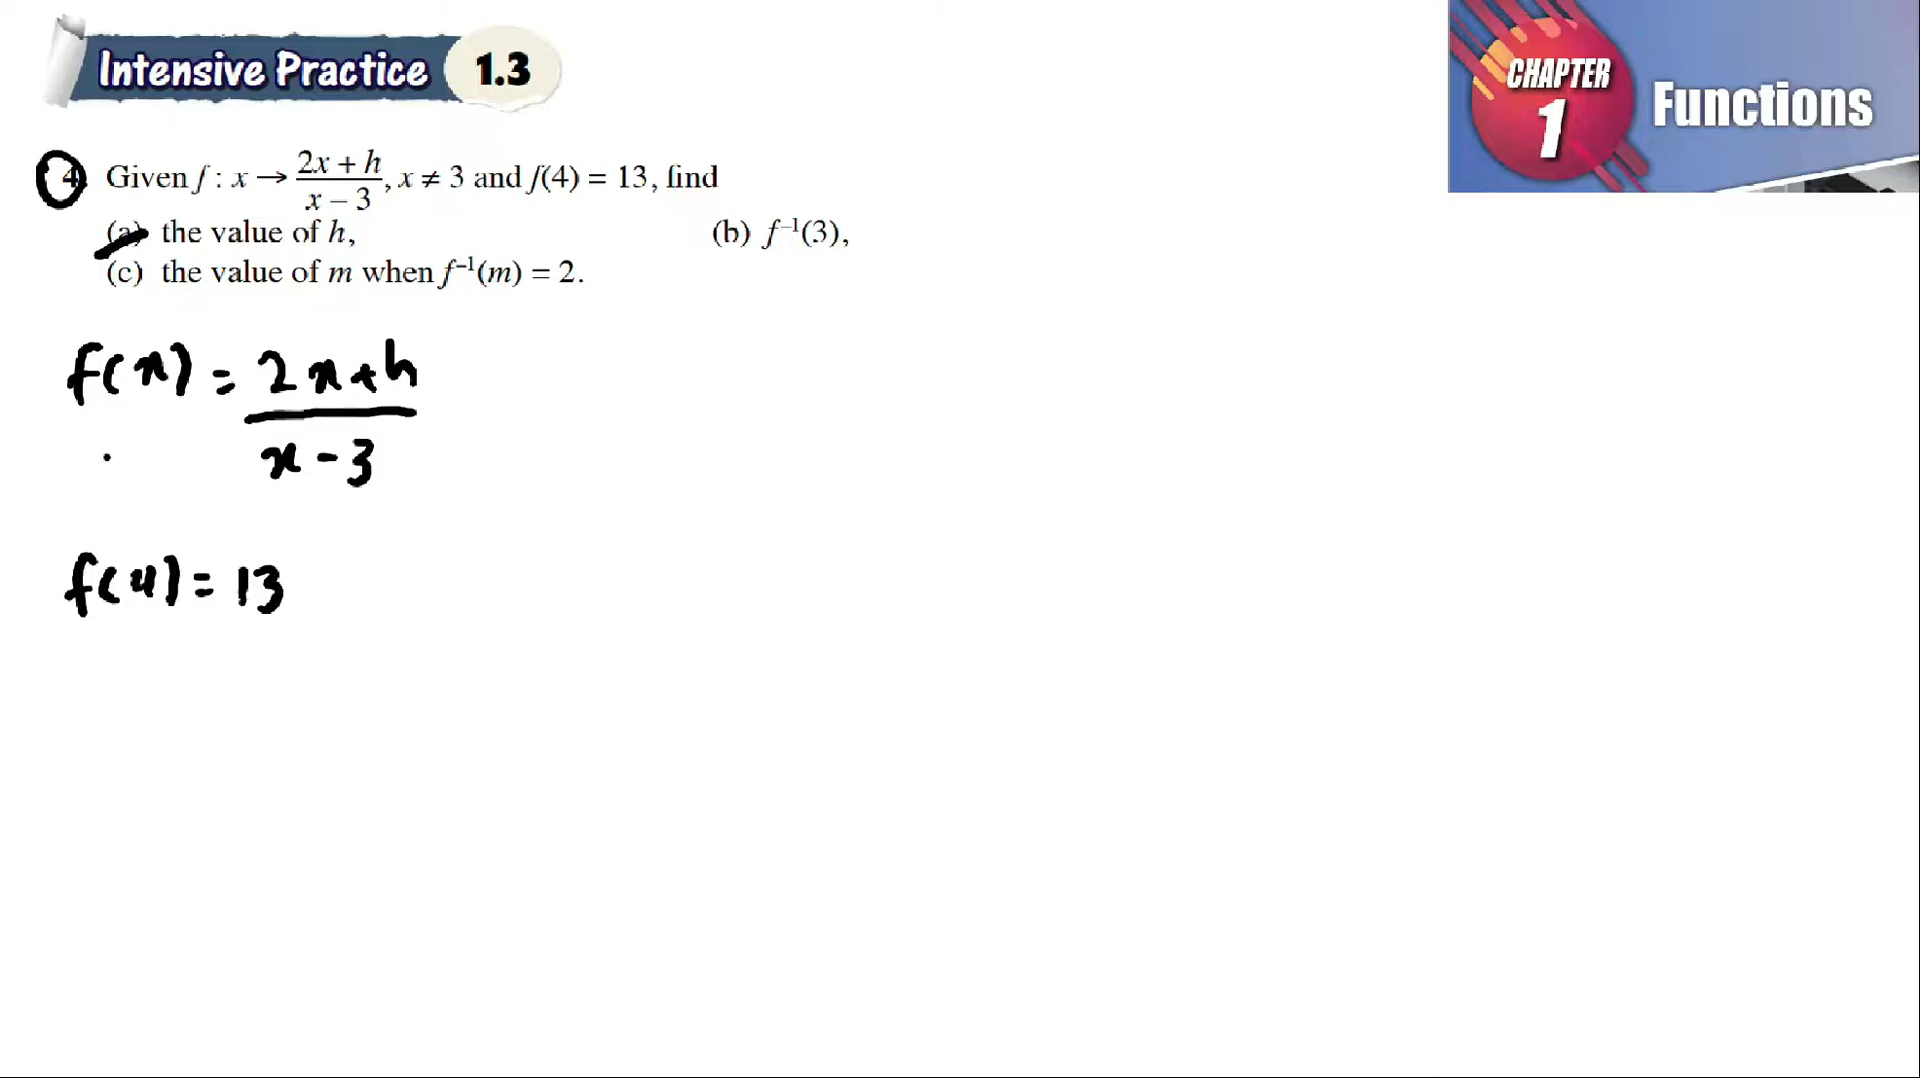 Intensive Practice 1.3
CHAPTER
1
Functions
4. Given f : x → (2x + h)/(x – 3), x ≠ 3 and f(4) = 13, find
(a) the value of h,
(b) f⁻¹(3),
(c) the value of m when f⁻¹(m) = 2.
f(x) = 2x+h
x-3
f(4) = 13